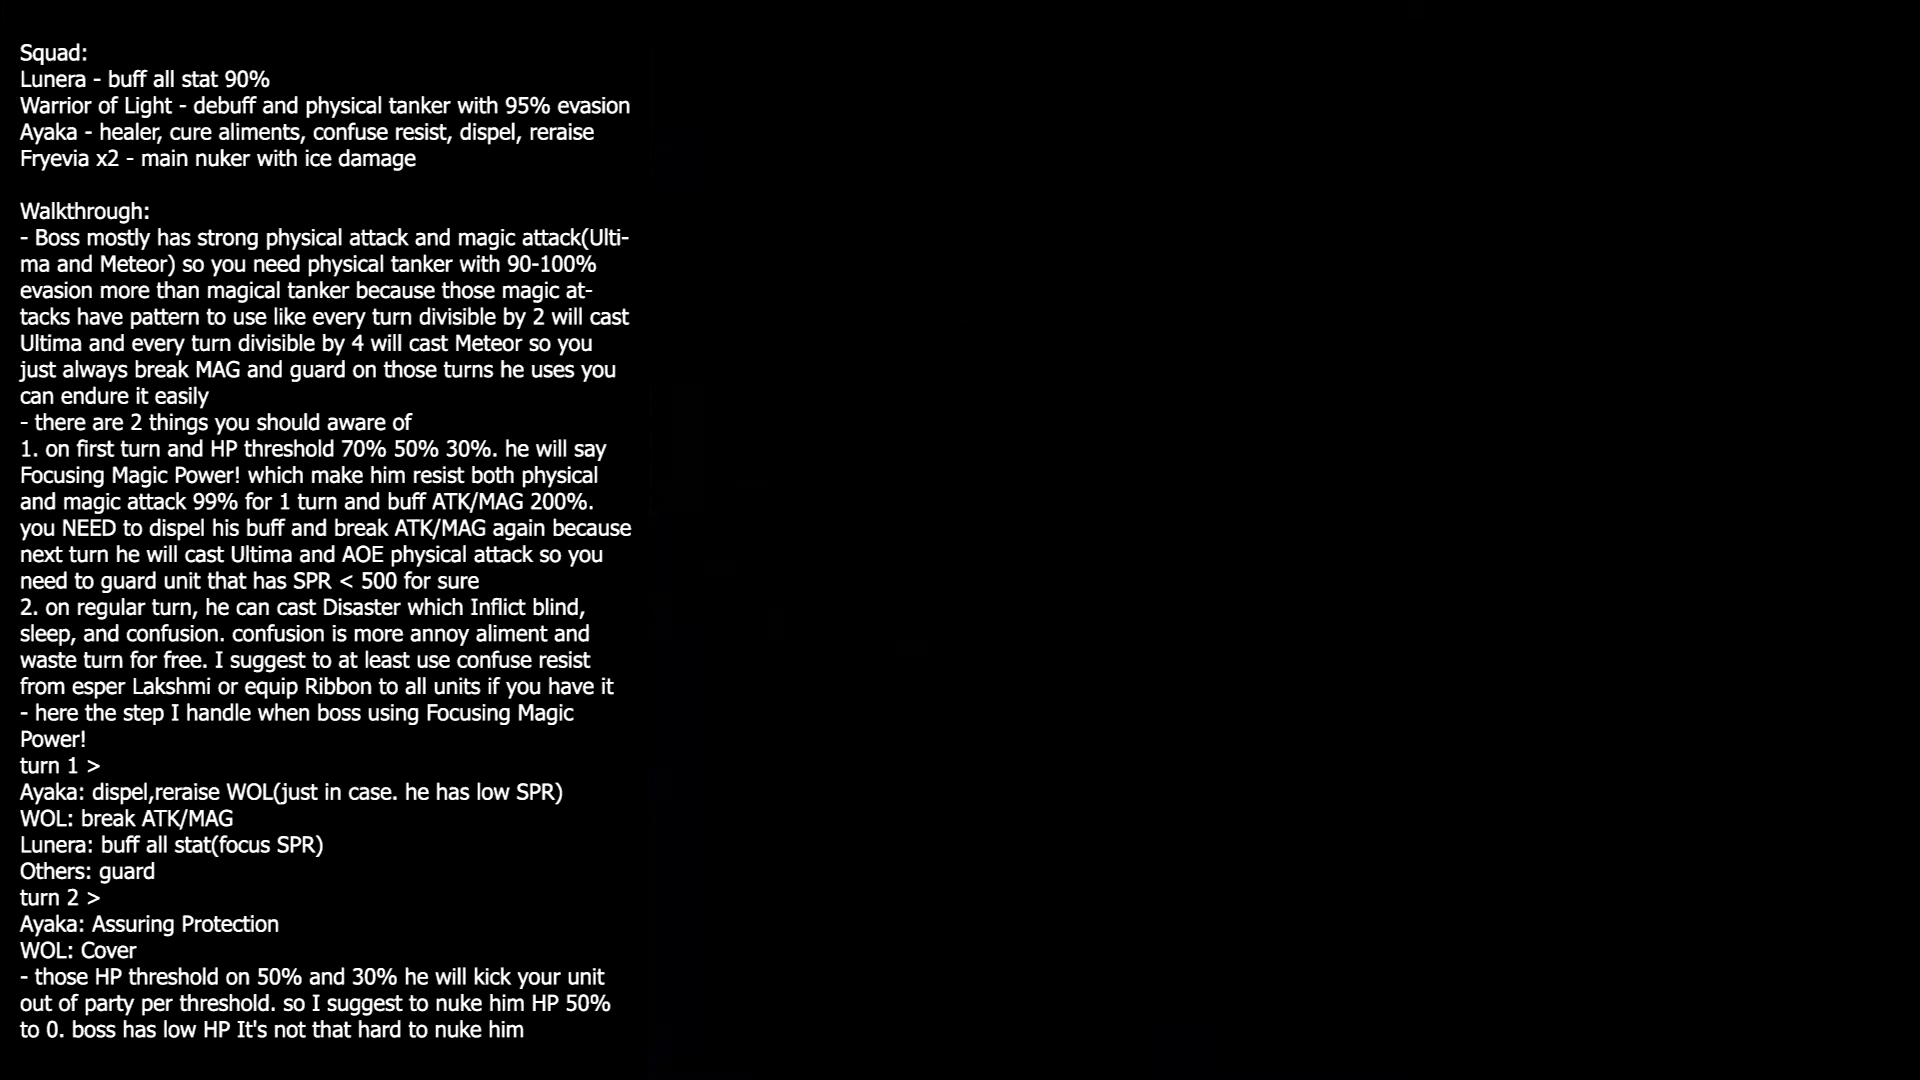 Squad:
Lunera - buff all stat 90%
Warrior of Light - debuff and physical tanker with 95% evasion
Ayaka - healer, cure aliments, confuse resist, dispel, reraise
Fryevia x2 - main nuker with ice damage
Walkthrough:
- Boss mostly has strong physical attack and magic attack(Ulti-
ma and Meteor) so you need physical tanker with 90-100%
evasion more than magical tanker because those magic at-
tacks have pattern to use like every turn divisible by 2 will cast
Ultima and every turn divisible by 4 will cast Meteor so you
just always break MAG and guard on those turns he uses you
can endure it easily
- there are 2 things you should aware of
1. on first turn and HP threshold 70% 50% 30%. he will say
Focusing Magic Power! which make him resist both physical
and magic attack 99% for 1 turn and buff ATK/MAG 200%.
you NEED to dispel his buff and break ATK/MAG again because
next turn he will cast Ultima and AOE physical attack so you
need to guard unit that has SPR < 500 for sure
2. on regular turn, he can cast Disaster which Inflict blind,
sleep, and confusion. confusion is more annoy aliment and
waste turn for free. I suggest to at least use confuse resist
from esper Lakshmi or equip Ribbon to all units if you have it
- here the step I handle when boss using Focusing Magic
Power!
turn 1 >
Ayaka: dispel,reraise WOL(just in case. he has low SPR)
WOL: break ATK/MAG
Lunera: buff all stat(focus SPR)
Others: guard
turn 2 >
Ayaka: Assuring Protection
WOL: Cover
- those HP threshold on 50% and 30% he will kick your unit
out of party per threshold. so I suggest to nuke him HP 50%
to 0. boss has low HP It's not that hard to nuke him